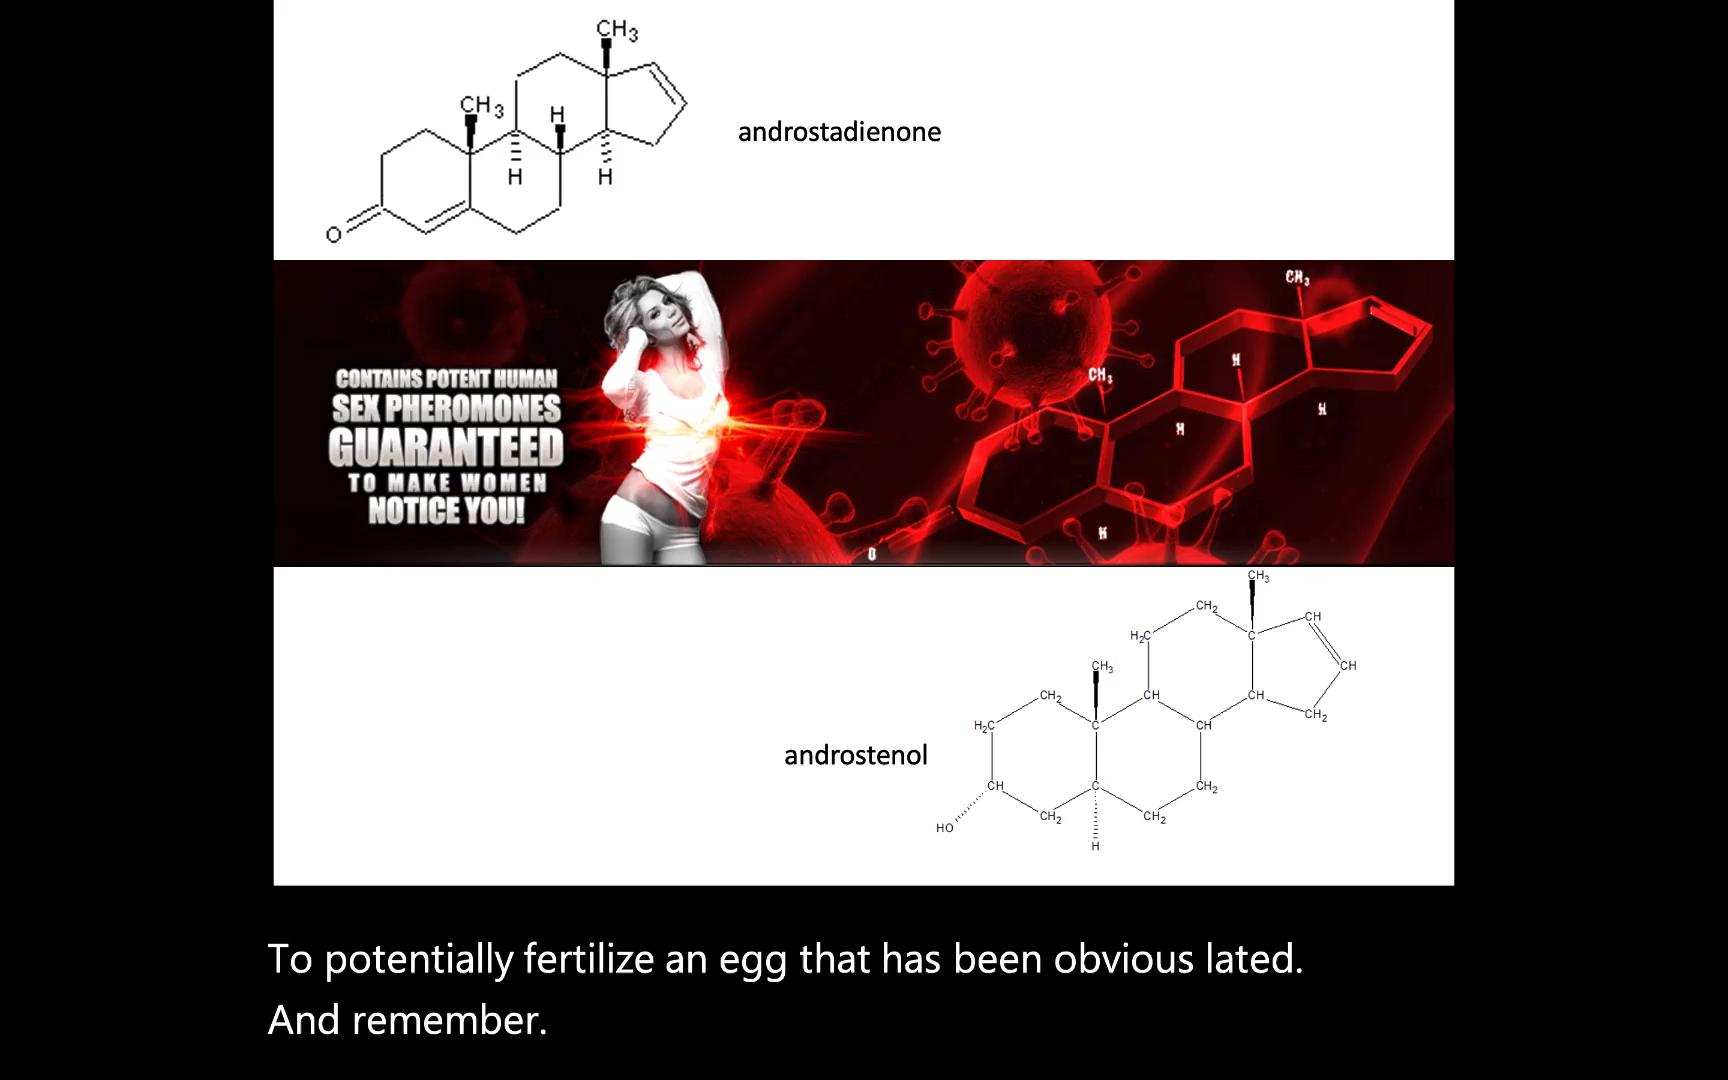 CH3
CH3
H
androstadienone
H
H
O
CH3
CONTAINS POTENT HUMAN
SEX PHEROMONES
GUARANTEED
TO MAKE WOMEN
NOTICE YOU!
H
CH3
H
H
H
O
CH3
CH2
CH
H2C
C
CH3
CH
CH2
CH
CH
CH2
H2C
C
CH
androstenol
CH
C
CH2
CH2
CH2
HO
H
To potentially fertilize an egg that has been obvious lated.
And remember.